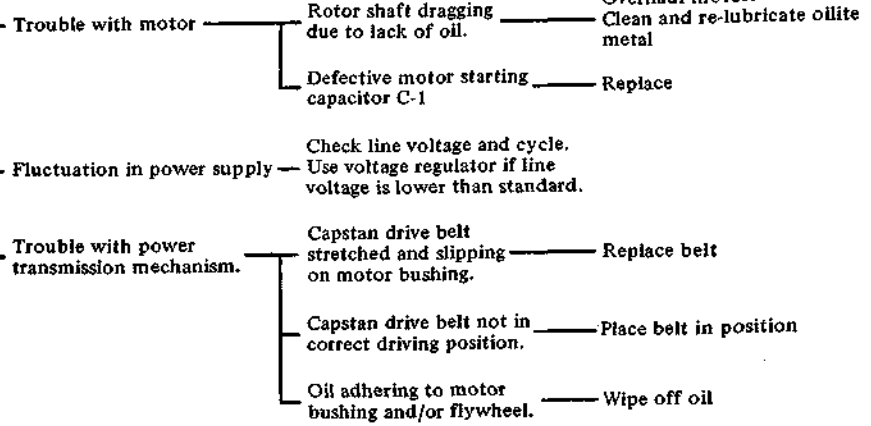 Trouble with motor
Rotor shaft dragging
due to lack of oil.
Clean and re-lubricate oilite
metal
Defective motor starting
capacitor C-1
Replace
Fluctuation in power supply
Check line voltage and cycle.
Use voltage regulator if line
voltage is lower than standard.
Trouble with power
transmission mechanism.
Capstan drive belt
stretched and slipping
on motor bushing.
Replace belt
Capstan drive belt not in
correct driving position.
Place belt in position
Oil adhering to motor
bushing and/or flywheel.
Wipe off oil